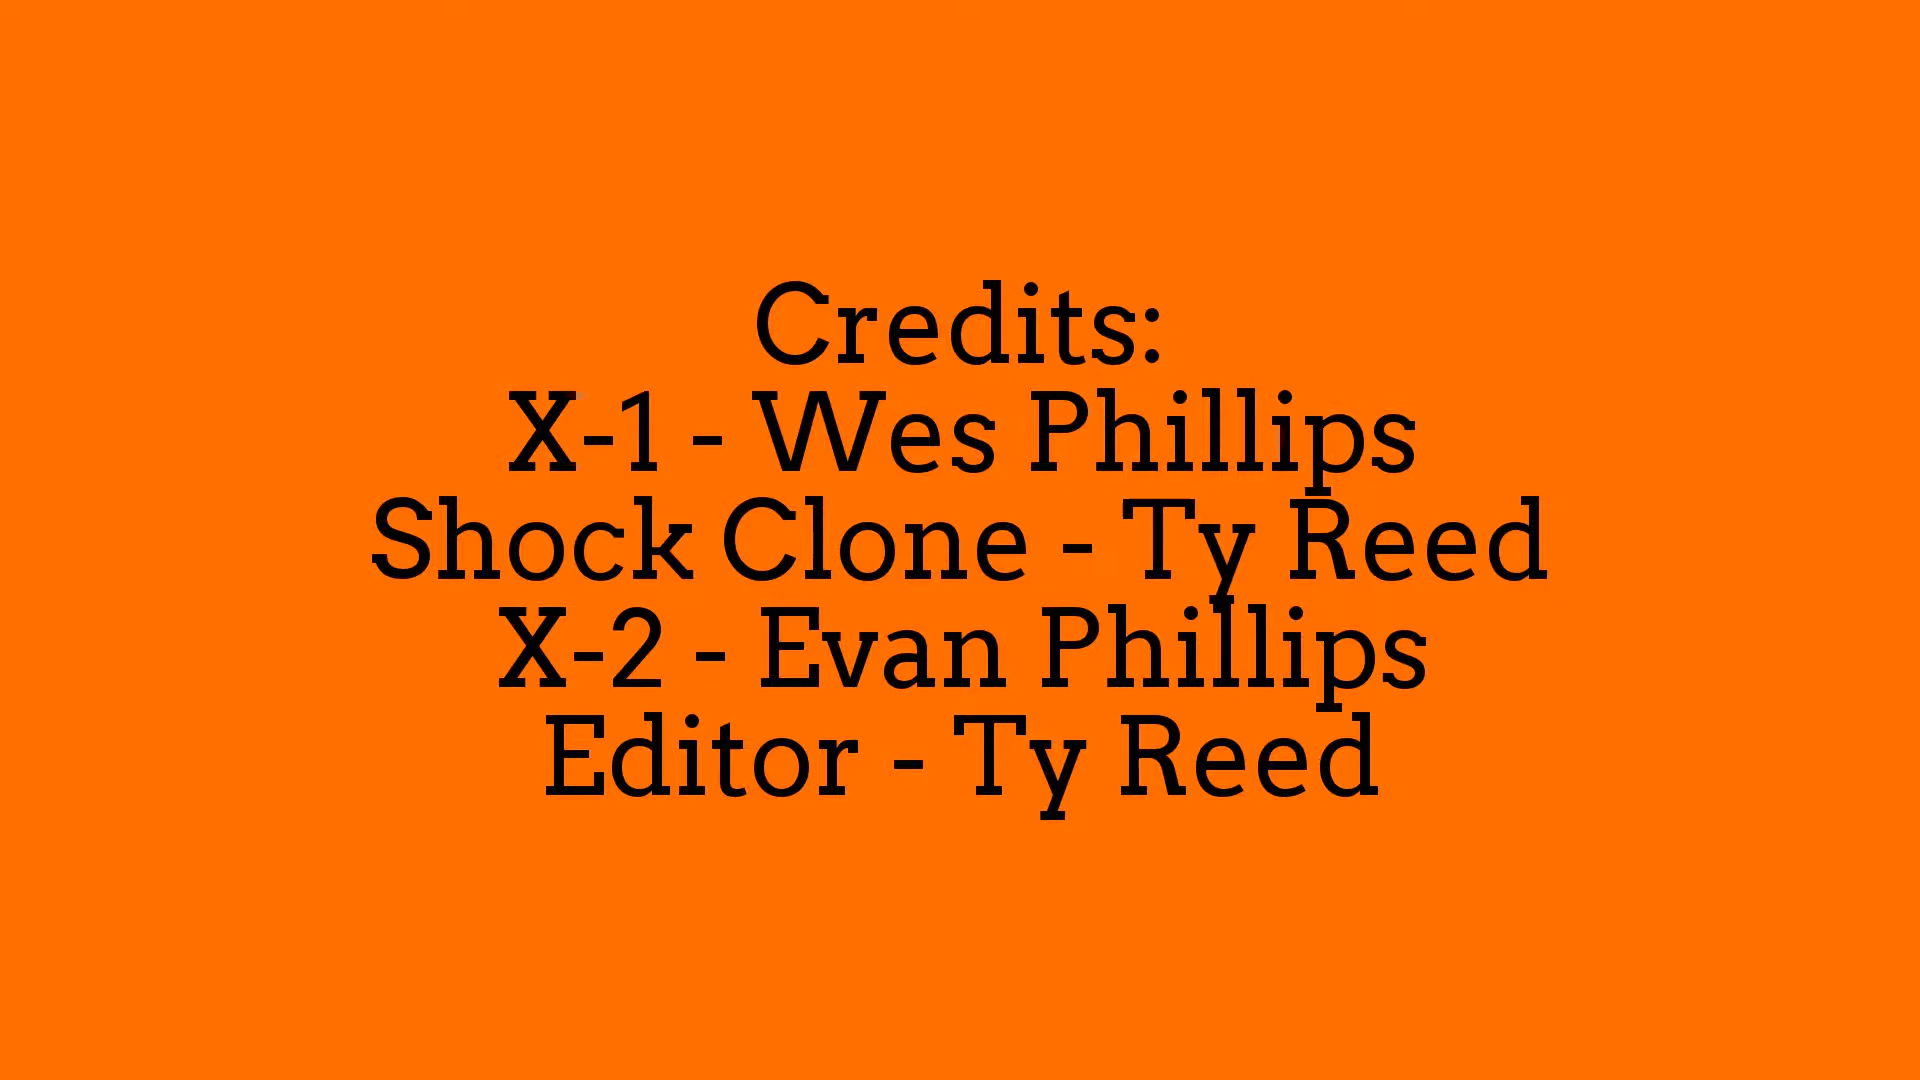 Credits:
X-1 - Wes Phillips
Shock Clone - Ty Reed
X-2 - Evan Phillips
Editor - Ty Reed